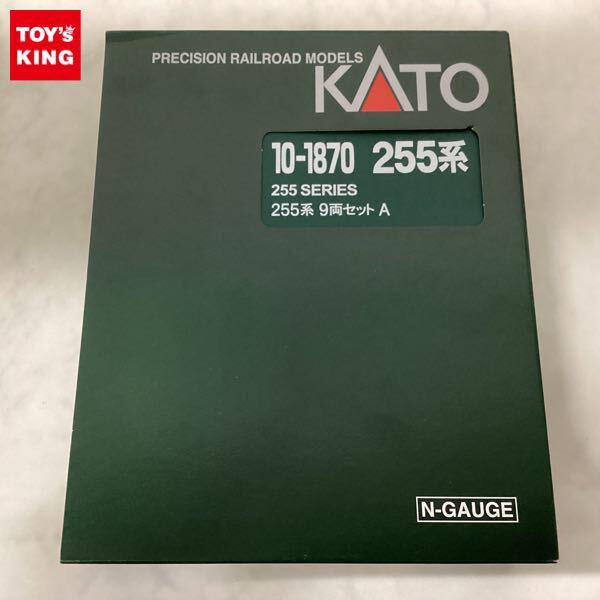 TOY's
KING
PRECISION RAILROAD MODELS
KATO
10-1870 255系
255 SERIES
255系 9両セット A
N-GAUGE